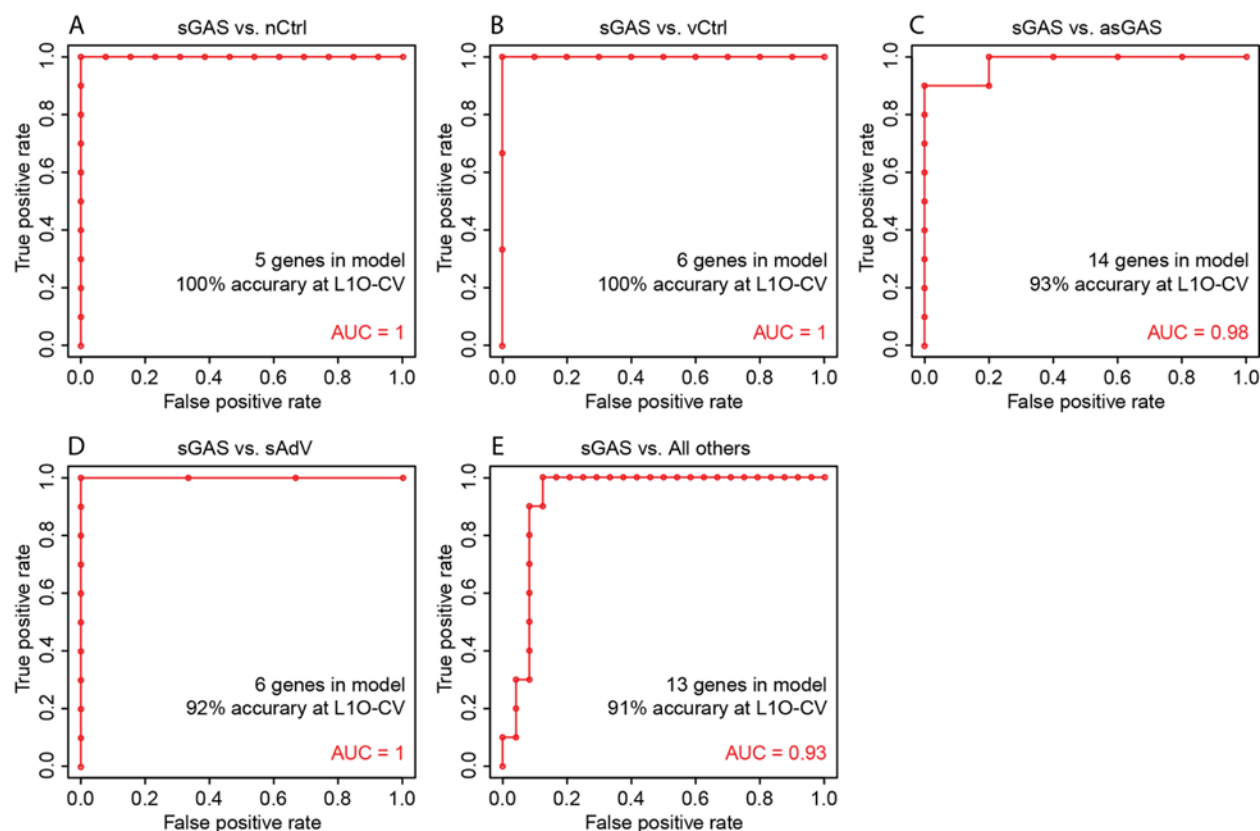 A
sGAS vs. nCtrl
True positive rate
0.0 0.2 0.4 0.6 0.8 1.0
5 genes in model
100% accurary at L1O-CV
AUC = 1
0.0 0.2 0.4 0.6 0.8 1.0
False positive rate
B
sGAS vs. vCtrl
True positive rate
0.0 0.2 0.4 0.6 0.8 1.0
6 genes in model
100% accurary at L1O-CV
AUC = 1
0.0 0.2 0.4 0.6 0.8 1.0
False positive rate
C
sGAS vs. asGAS
True positive rate
0.0 0.2 0.4 0.6 0.8 1.0
14 genes in model
93% accurary at L1O-CV
AUC = 0.98
0.0 0.2 0.4 0.6 0.8 1.0
False positive rate
D
sGAS vs. sAdV
True positive rate
0.0 0.2 0.4 0.6 0.8 1.0
6 genes in model
92% accurary at L1O-CV
AUC = 1
0.0 0.2 0.4 0.6 0.8 1.0
False positive rate
E
sGAS vs. All others
True positive rate
0.0 0.2 0.4 0.6 0.8 1.0
13 genes in model
91% accurary at L1O-CV
AUC = 0.93
0.0 0.2 0.4 0.6 0.8 1.0
False positive rate